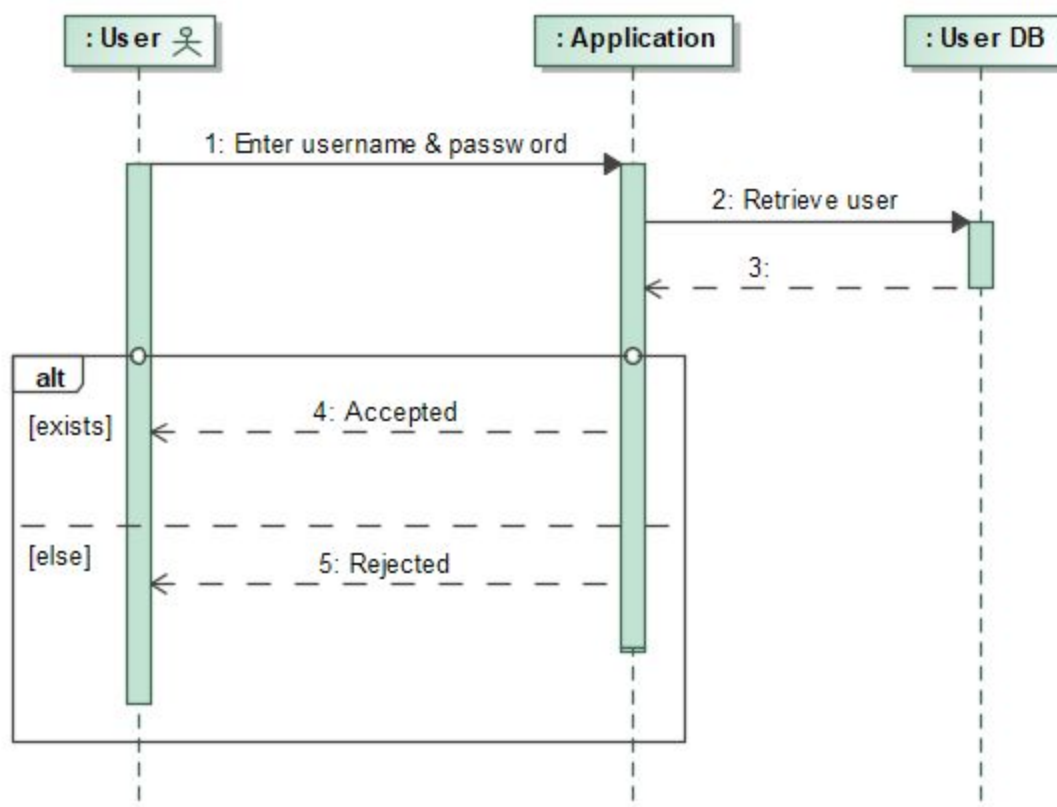 : User
: Application
: User DB
1: Enter username & password
2: Retrieve user
3:
alt
[exists]
4: Accepted
[else]
5: Rejected